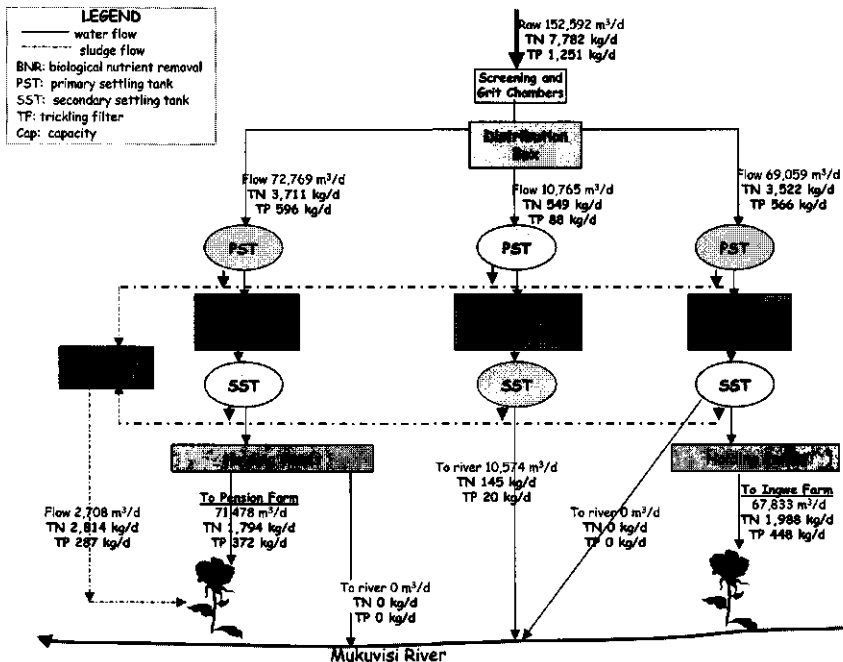 LEGEND
water flow
sludge flow
BNR: biological nutrient removal
PST: primary settling tank
SST: secondary settling tank
TF: trickling filter
Cap: capacity
Raw 152,592 m³/d
TN 7,782 kg/d
TP 1,251 kg/d
Screening and
Grit Chambers
Distribution
Box
Flow 72,769 m³/d
TN 3,711 kg/d
TP 596 kg/d
Flow 10,765 m³/d
TN 549 kg/d
TP 88 kg/d
Flow 69,059 m³/d
TN 3,522 kg/d
TP 566 kg/d
PST
PST
PST
SST
SST
SST
Flow 2,708 m³/d
TN 2,814 kg/d
TP 287 kg/d
To Pension Farm
71,478 m³/d
TN 1,794 kg/d
TP 372 kg/d
To river 0 m³/d
TN 0 kg/d
TP 0 kg/d
To river 10,574 m³/d
TN 145 kg/d
TP 20 kg/d
To river 0 m³/d
TN 0 kg/d
TP 0 kg/d
To Ingwe Farm
67,833 m³/d
TN 1,988 kg/d
TP 448 kg/d
Mukuvisi River